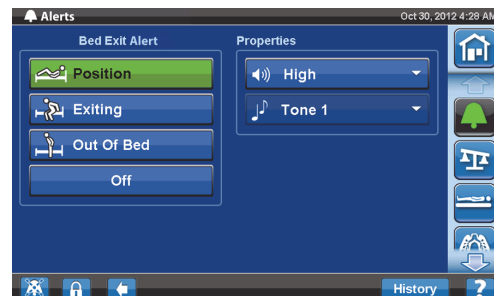 Alerts
Oct 30, 2012 4:28 AM
Bed Exit Alert
Properties
Position
High
Exiting
Tone 1
Out Of Bed
Off
History
?